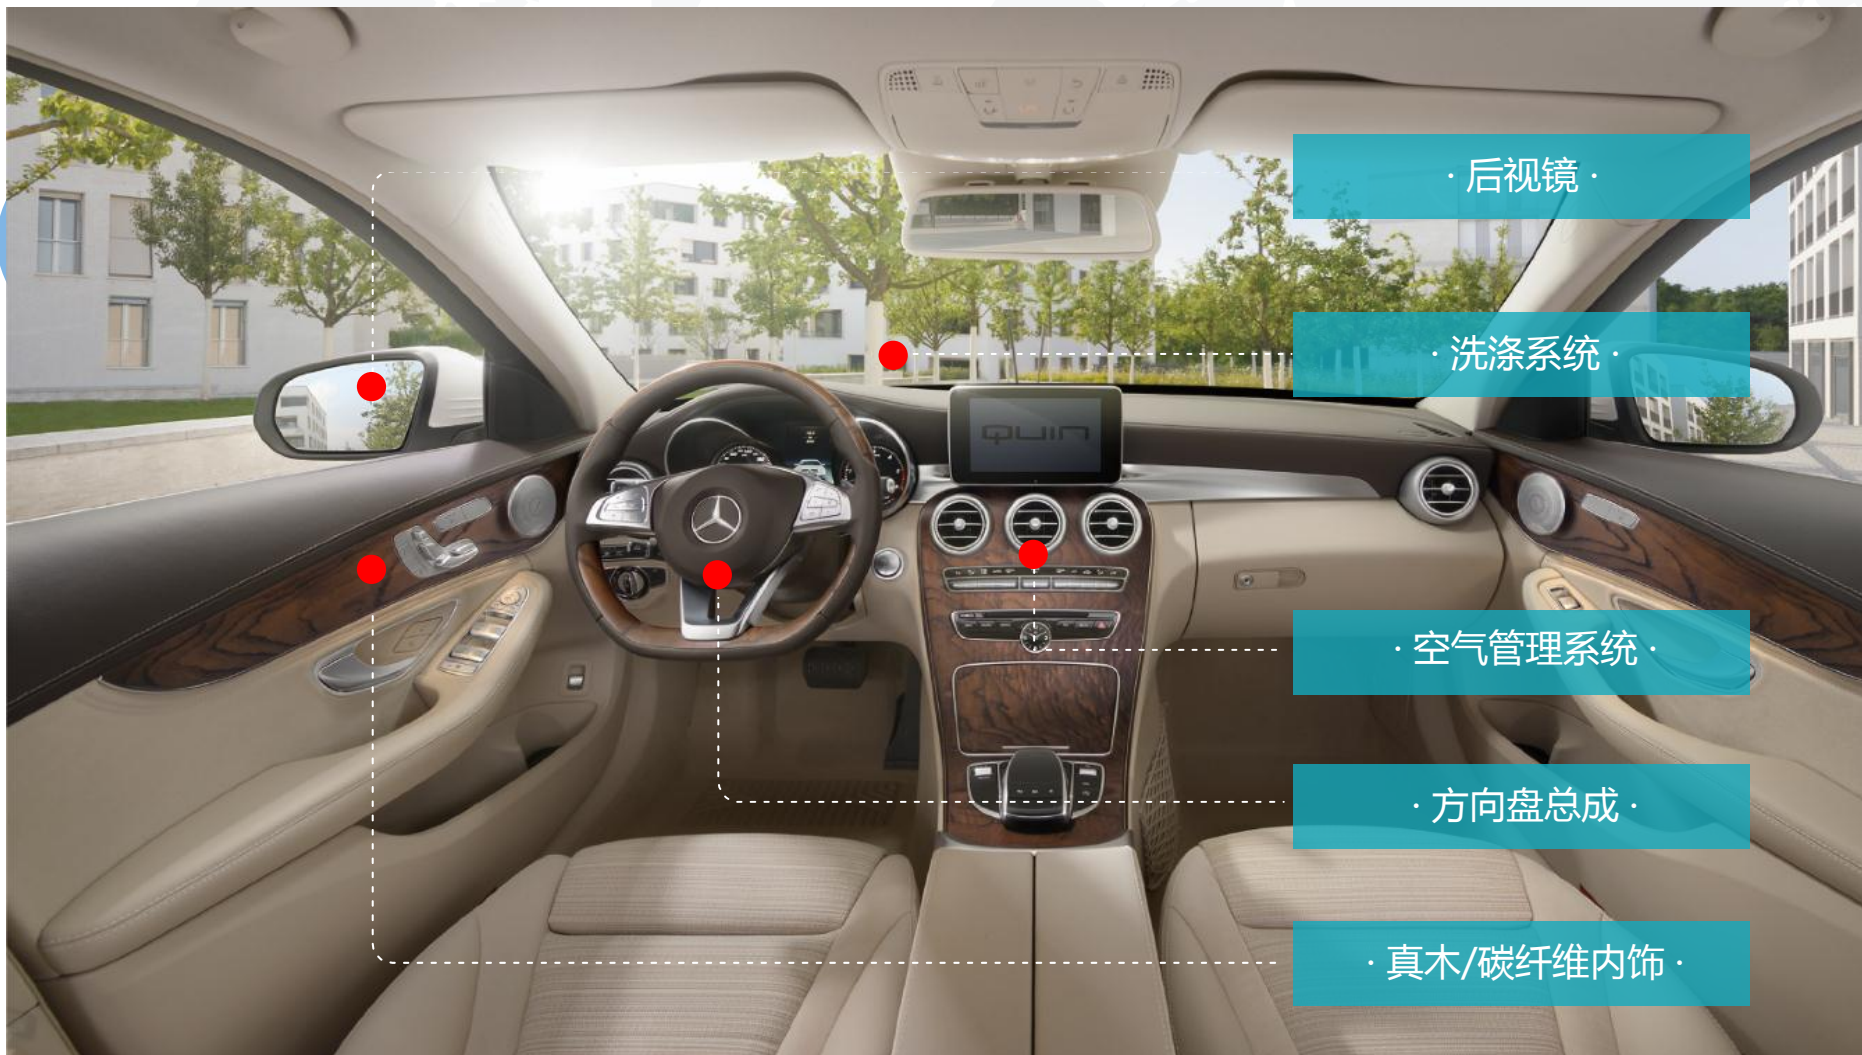 · 后视镜 ·
· 洗涤系统 ·
QUIN
· 空气管理系统 ·
· 方向盘总成 ·
· 真木/碳纤维内饰 ·